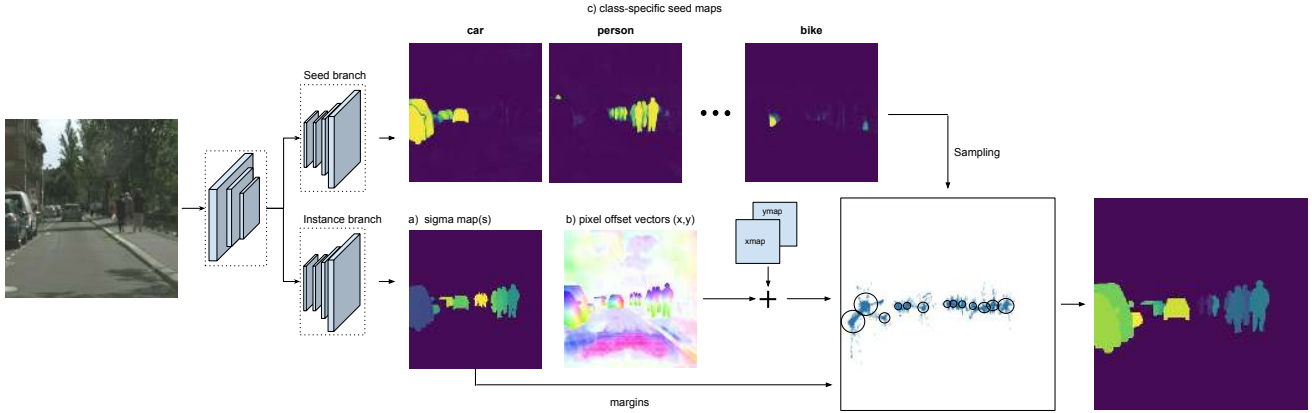 c) class-specific seed maps
car
person
bike
Seed branch
Sampling
Instance branch
a) sigma map(s)
b) pixel offset vectors (x,y)
ymap
xmap
margins